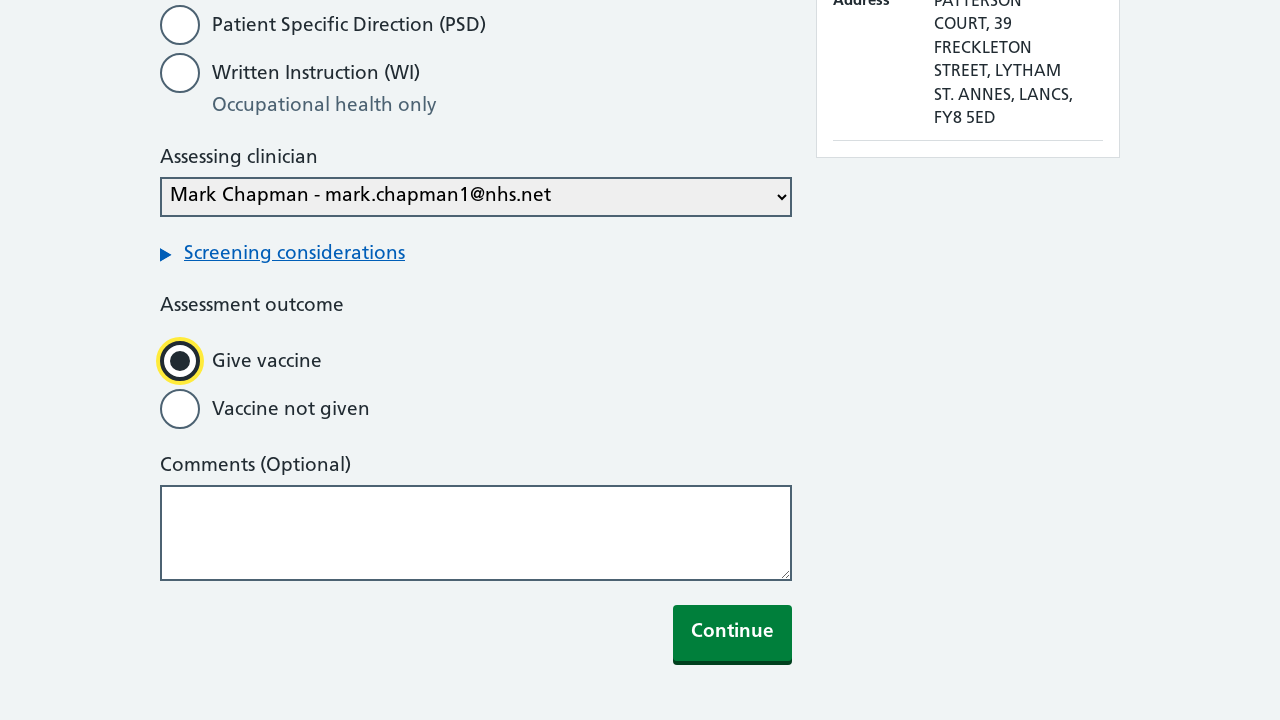 Patient Specific Direction (PSD)
Written Instruction (WI)
Occupational health only
Assessing clinician
Mark Chapman - mark.chapman1@nhs.net
Screening considerations
Assessment outcome
Give vaccine
Vaccine not given
Comments (Optional)
Continue
Address
PATTERSON
COURT, 39
FRECKLETON
STREET, LYTHAM
ST. ANNES, LANCS,
FY8 5ED